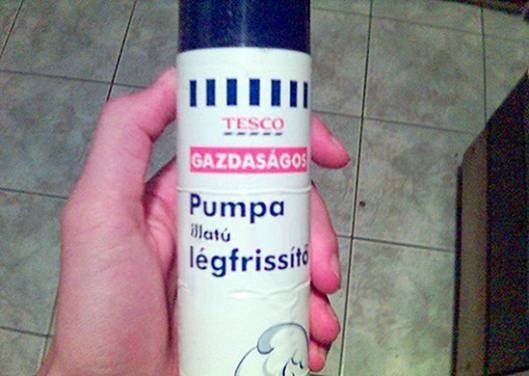 TESCO
GAZDASÁGOS
Pumpa
illatú
légfrissítő